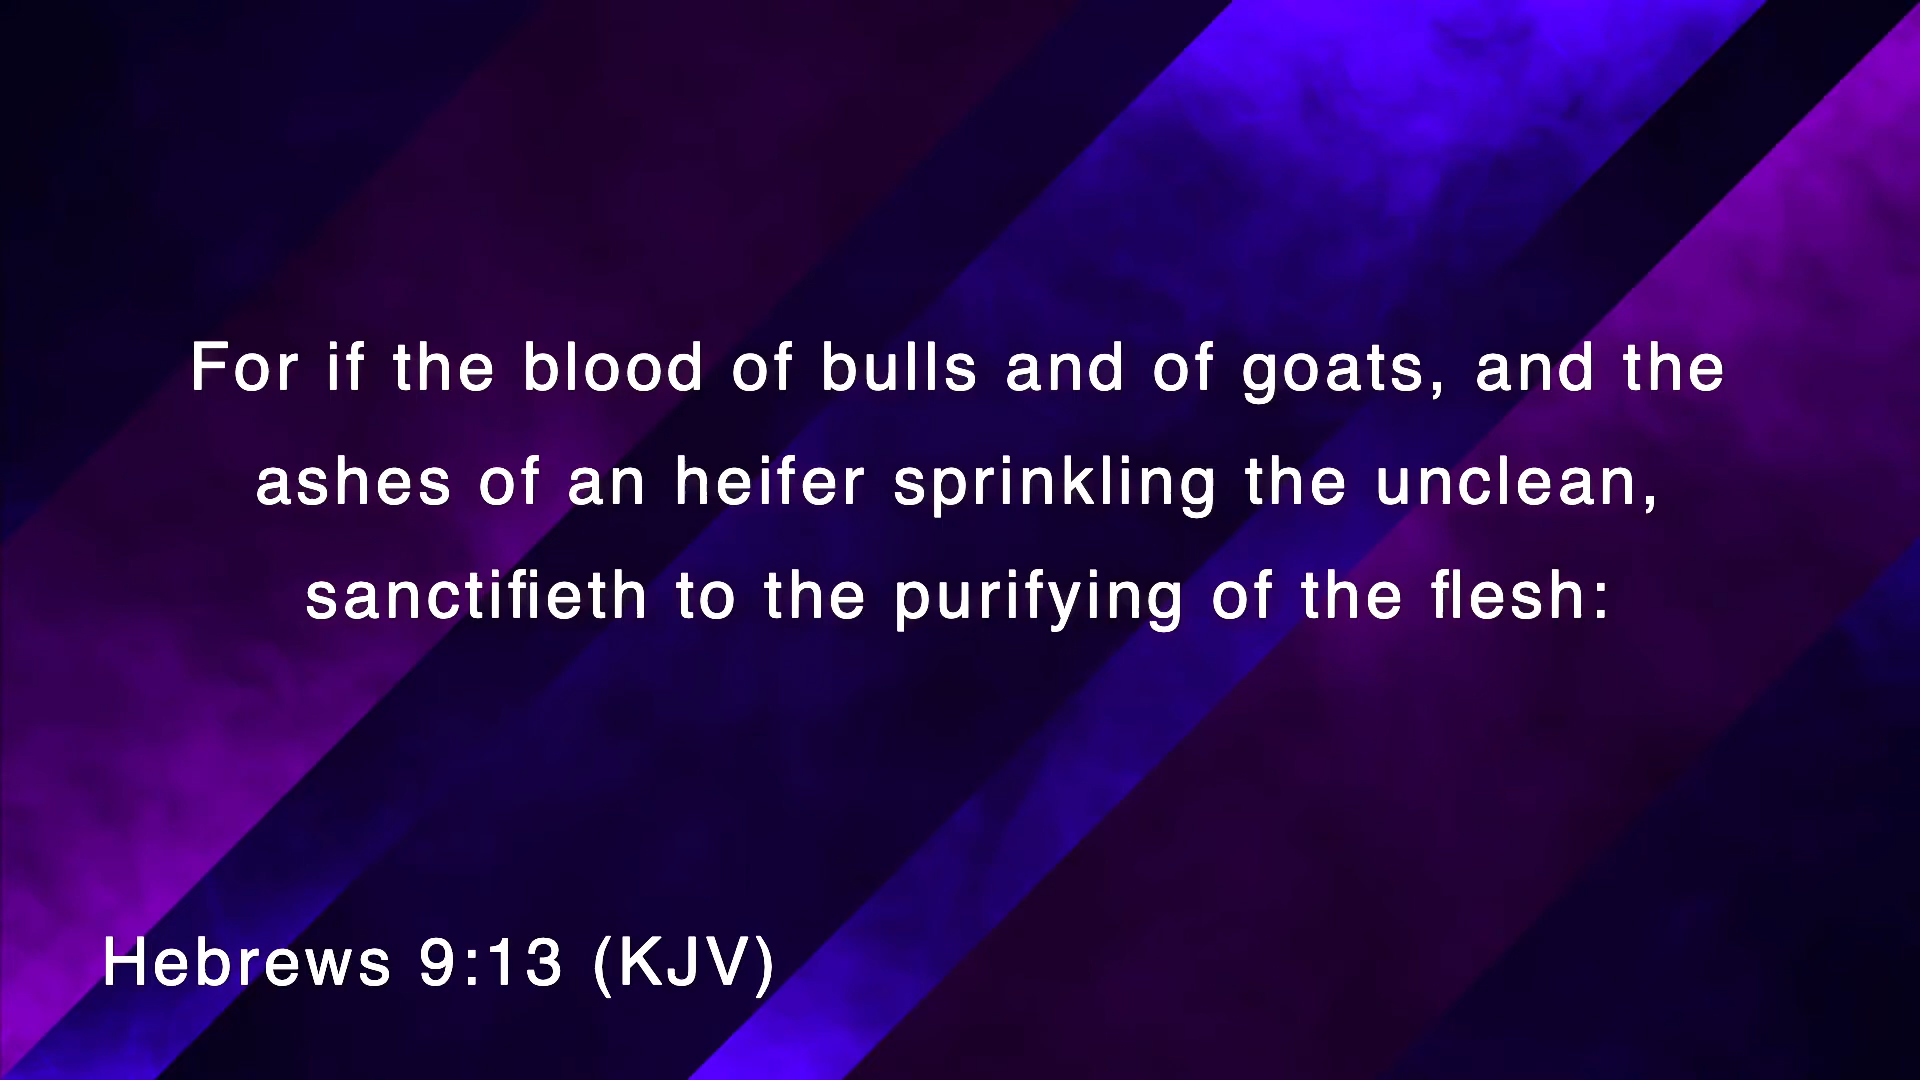 For if the blood of bulls and of goats, and the
ashes of an heifer sprinkling the unclean,
sanctifieth to the purifying of the flesh:
Hebrews 9:13 (KJV)